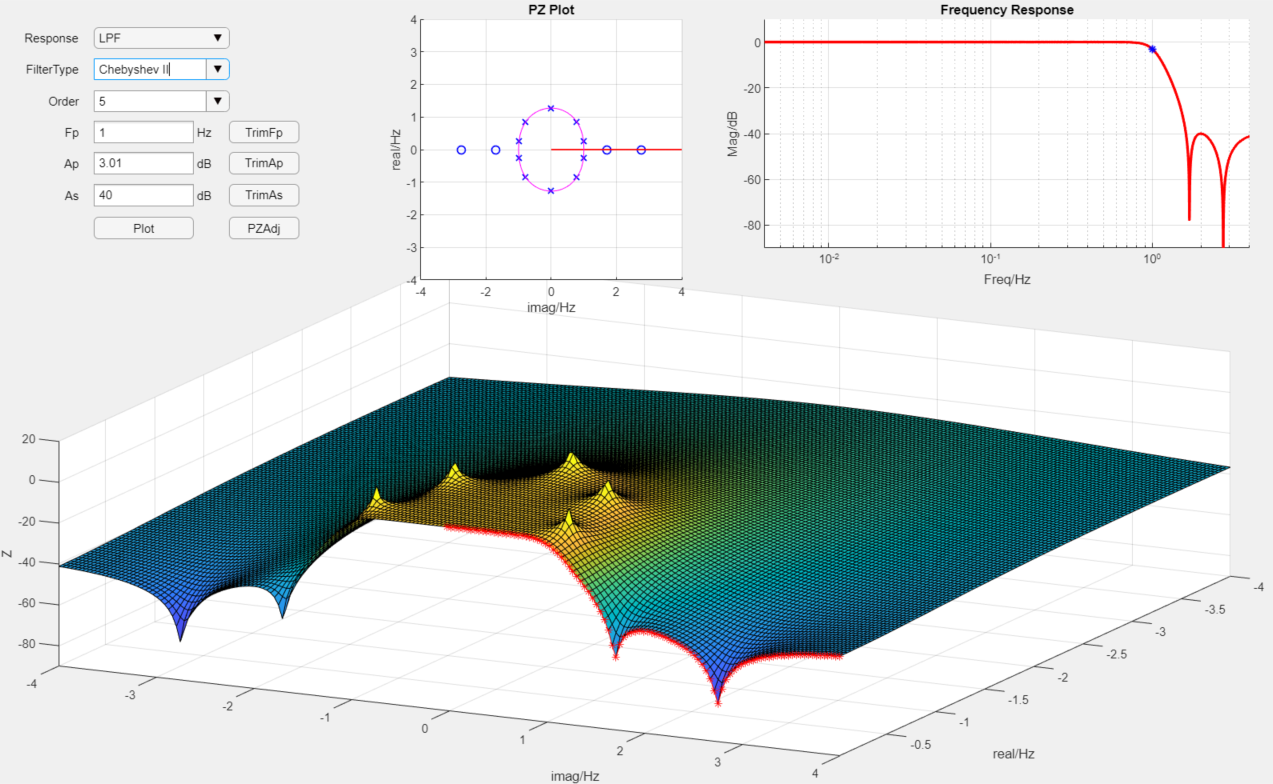 Response LPF
FilterType Chebyshev II
Order 5
Fp 1 Hz TrimFp
Ap 3.01 dB TrimAp
As 40 dB TrimAs
Plot PZAdj
PZ Plot
4
3
2
1
0
-1
-2
-3
-4
real/Hz
-4 -2 0 2 4
imag/Hz
Frequency Response
0
-20
-40
-60
-80
Mag/dB
10-2 10-1 100
Freq/Hz
20
0
-20
-40
-60
-80
Z
-4 -3 -2 -1 0 1 2 3 4
imag/Hz
-0.5 -1 -1.5 -2 -2.5 -3 -3.5 -4
real/Hz